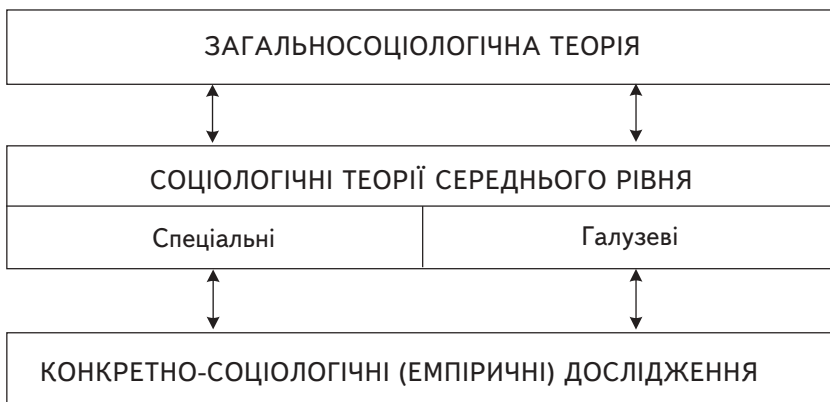 ЗАГАЛЬНОСОЦІОЛОГІЧНА ТЕОРІЯ
СОЦІОЛОГІЧНІ ТЕОРІЇ СЕРЕДНЬОГО РІВНЯ
Спеціальні
Галузеві
КОНКРЕТНО-СОЦІОЛОГІЧНІ (ЕМПІРИЧНІ) ДОСЛІДЖЕННЯ